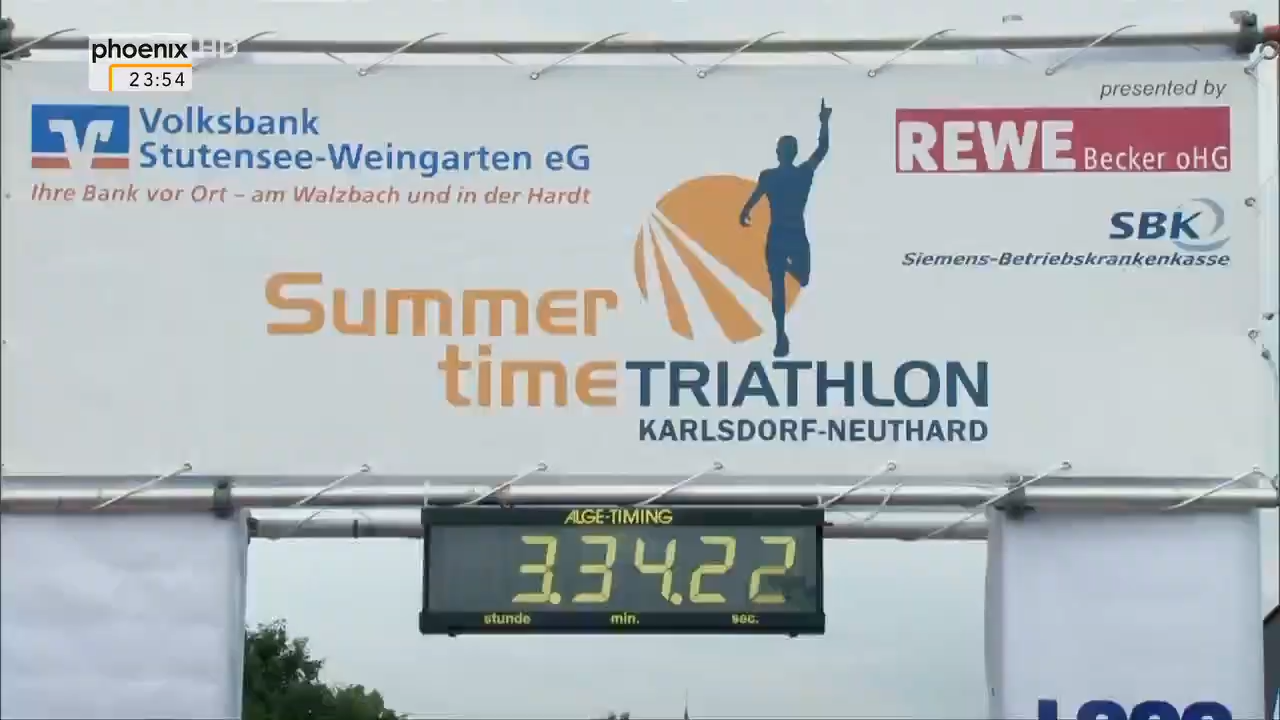 phoenix HD
23:54
presented by
Volksbank
Stutensee-Weingarten eG
Ihre Bank vor Ort – am Walzbach und in der Hardt
REWE Becker oHG
SBK
Siemens-Betriebskrankenkasse
Summer
time TRIATHLON
KARLSDORF-NEUTHARD
ALGE-TIMING
3.34.22
stunde min. sec.